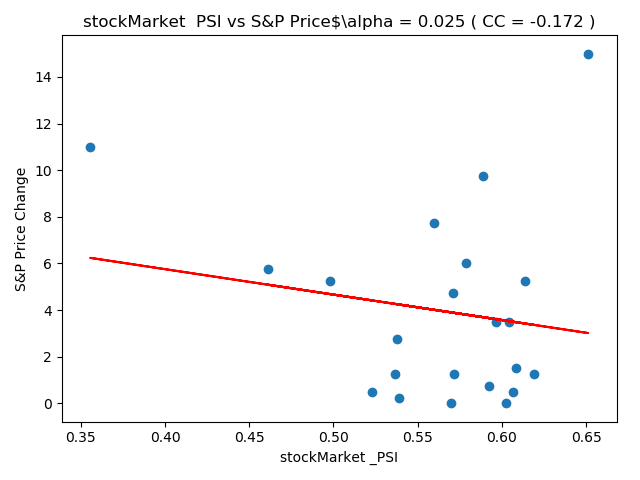 stockMarket  PSI vs S&P Price$\alpha = 0.025 ( CC = -0.172 )
14
12
10
8
6
4
2
0
S&P Price Change
0.35 0.40 0.45 0.50 0.55 0.60 0.65
stockMarket _PSI